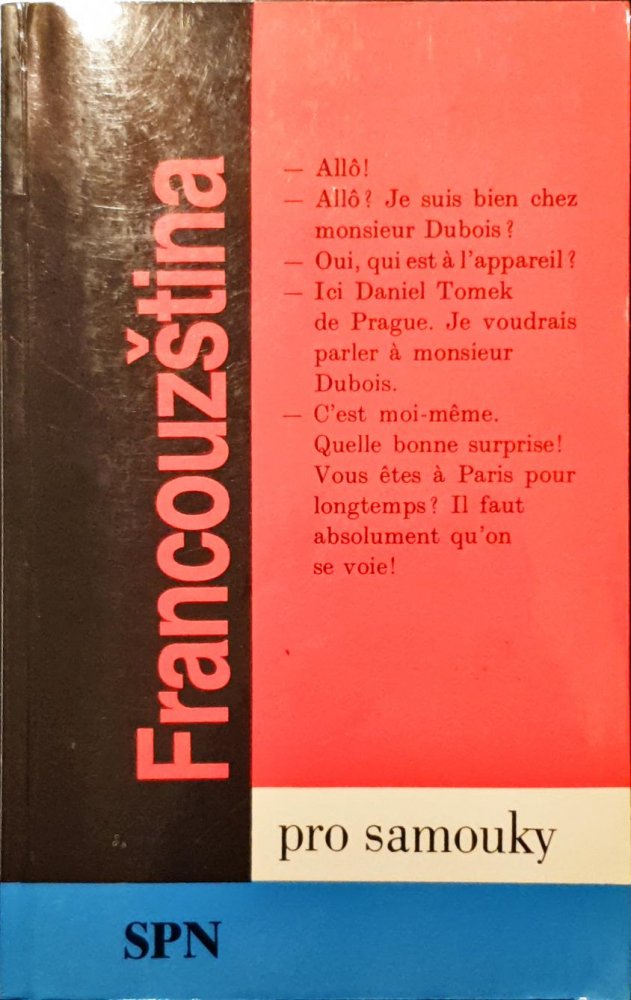 Francouzština
— Allô!
— Allô? Je suis bien chez
monsieur Dubois?
— Oui, qui est à l'appareil?
— Ici Daniel Tomek
de Prague. Je voudrais
parler à monsieur
Dubois.
— C'est moi-même.
Quelle bonne surprise!
Vous êtes à Paris pour
longtemps? Il faut
absolument qu'on
se voie!
pro samouky
SPN